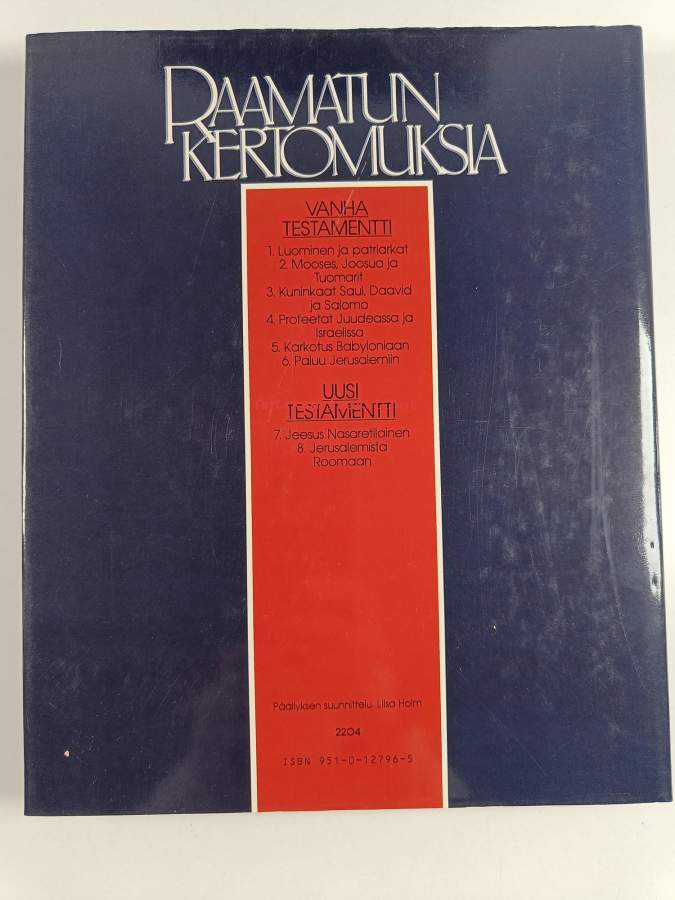 RAAMATUN
KERTOMUKSIA
VANHA
TESTAMENTTI
1. Luominen ja patriarkat
2. Mooses, Joosua ja
Tuomarit
3. Kuninkaat Saul, Daavid
ja Salomo
4. Profeetat Juudeassa ja
Israelissa
5. Karkotus Babyloniaan
6. Paluu Jerusalemiin
UUSI
TESTAMENTTI
7. Jeesus Nasaretilainen
8. Jerusalemista
Roomaan
Päällyksen suunnittelu: Liisa Holm
2204
ISBN 951-0-12796-5